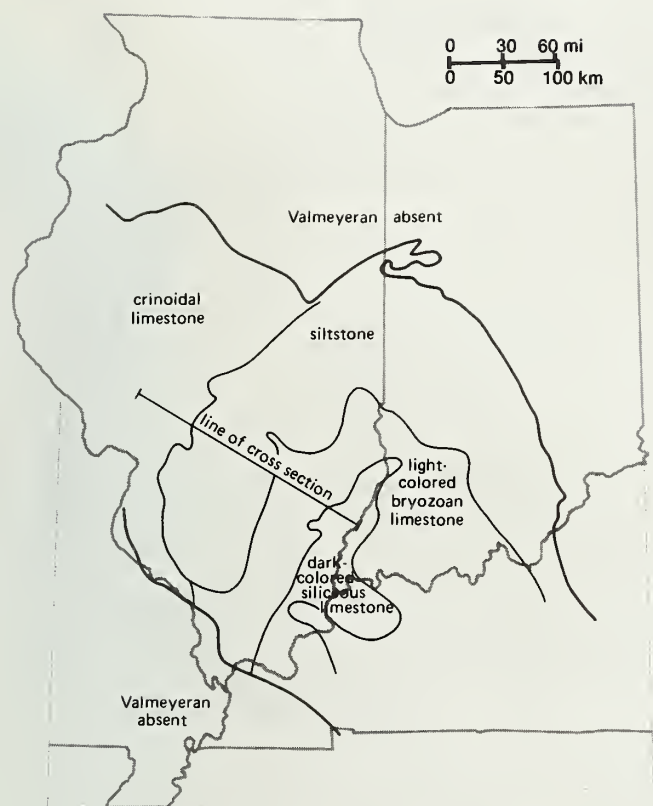 0 30 60 mi
0 50 100 km
Valmeyeran absent
crinoidal
limestone
siltstone
line of cross section
light-
colored
bryozoan
limestone
dark-
colored
siliceous
limestone
Valmeyeran
absent